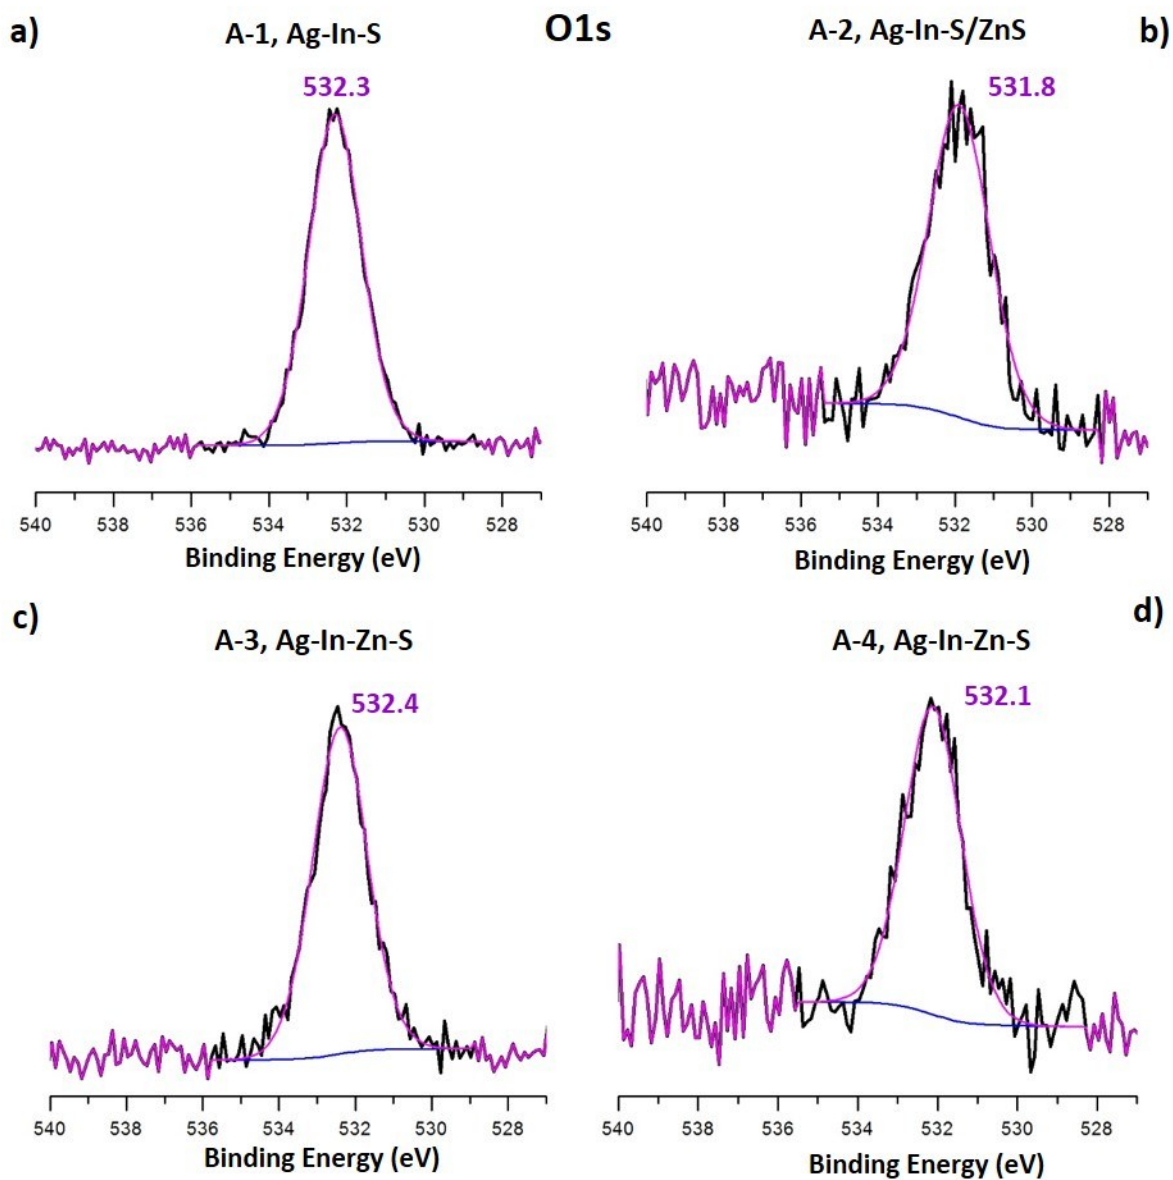 a)
A-1, Ag-In-S
O1s
A-2, Ag-In-S/ZnS
b)
532.3
531.8
540 538 536 534 532 530 528
Binding Energy (eV)
540 538 536 534 532 530 528
Binding Energy (eV)
c)
A-3, Ag-In-Zn-S
A-4, Ag-In-Zn-S
d)
532.4
532.1
540 538 536 534 532 530 528
Binding Energy (eV)
540 538 536 534 532 530 528
Binding Energy (eV)